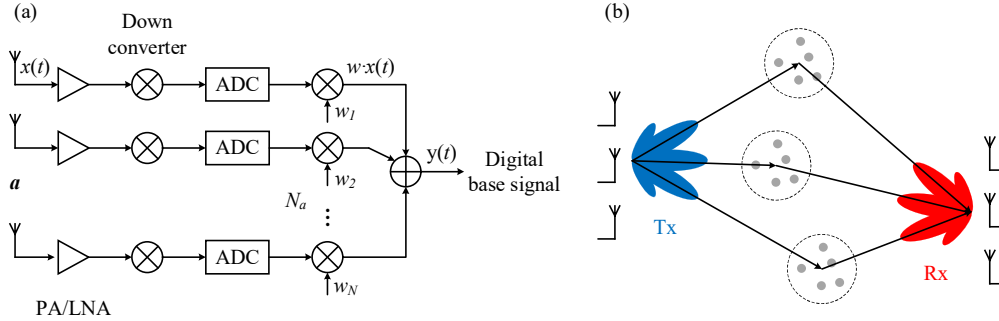 (a)
Down
converter
x(t)
ADC
w·x(t)
w1
ADC
w2
y(t)
Digital
base signal
a
Na
...
ADC
wN
PA/LNA
(b)
Tx
Rx